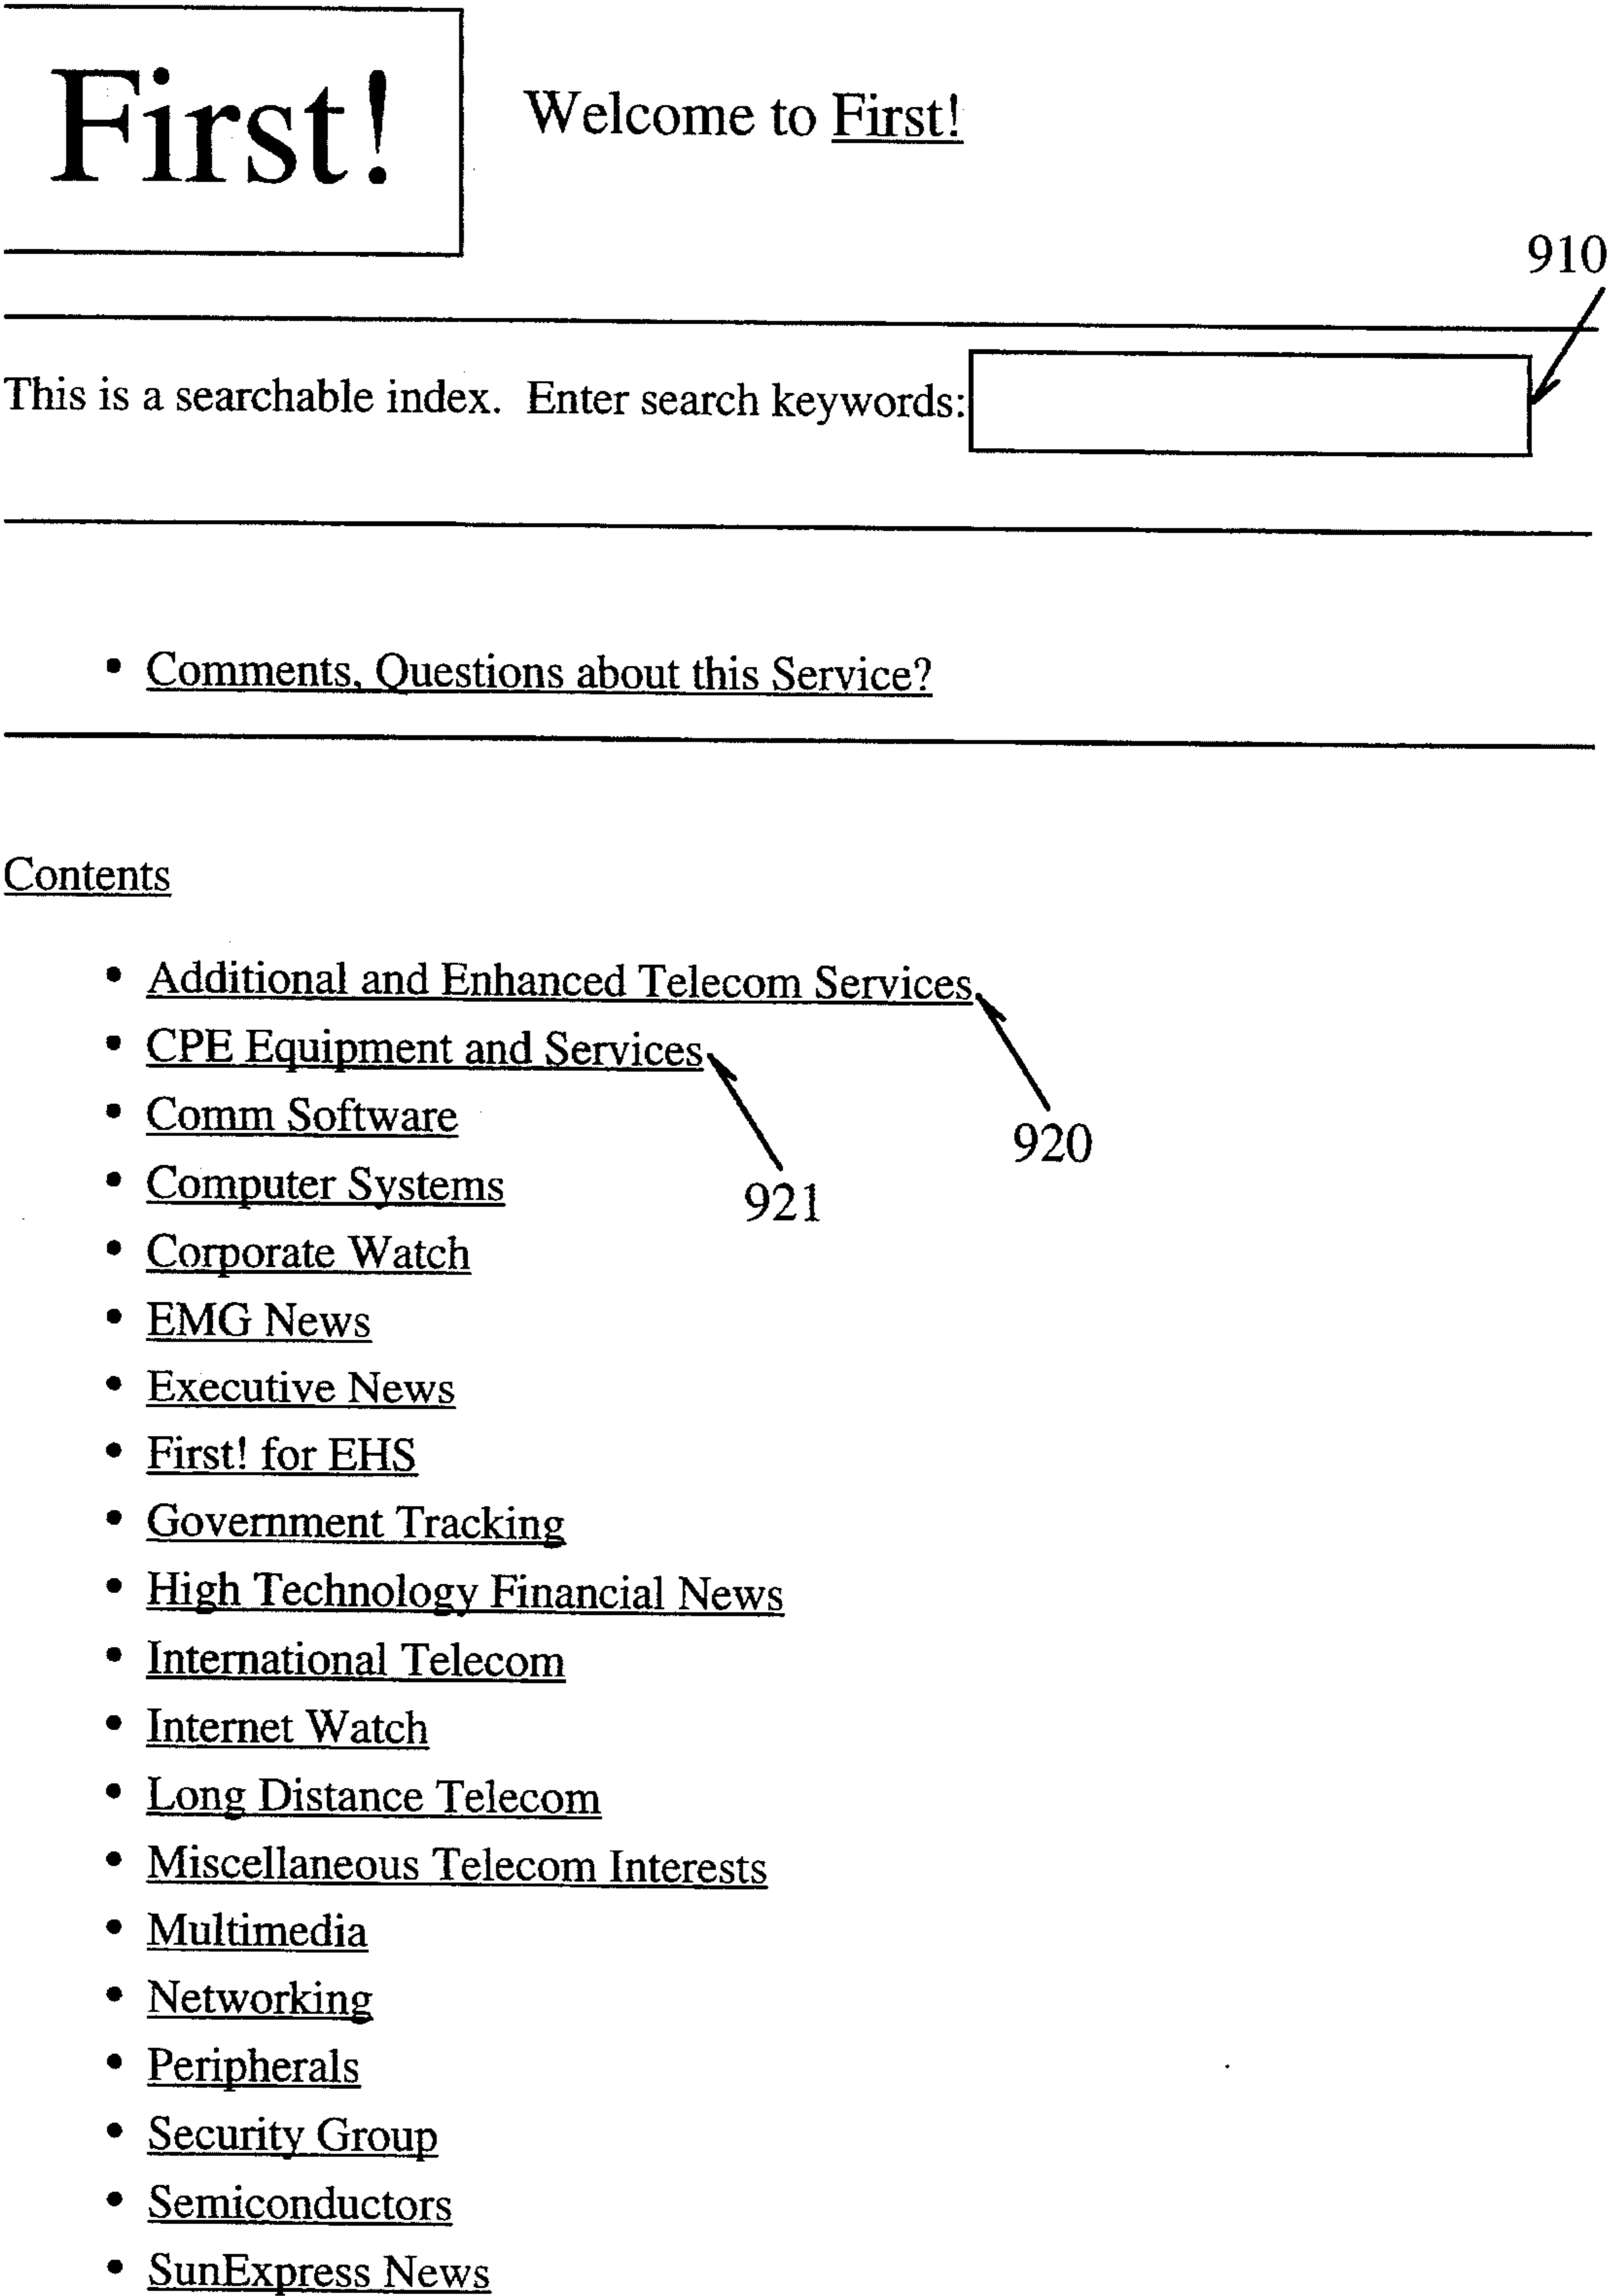 First!
Welcome to First!
910
This is a searchable index. Enter search keywords:
• Comments, Questions about this Service?
Contents
• Additional and Enhanced Telecom Services
• CPE Equipment and Services
• Comm Software
920
• Computer Systems
921
• Corporate Watch
• EMG News
• Executive News
• First! for EHS
• Government Tracking
• High Technology Financial News
• International Telecom
• Internet Watch
• Long Distance Telecom
• Miscellaneous Telecom Interests
• Multimedia
• Networking
• Peripherals
• Security Group
• Semiconductors
• SunExpress News